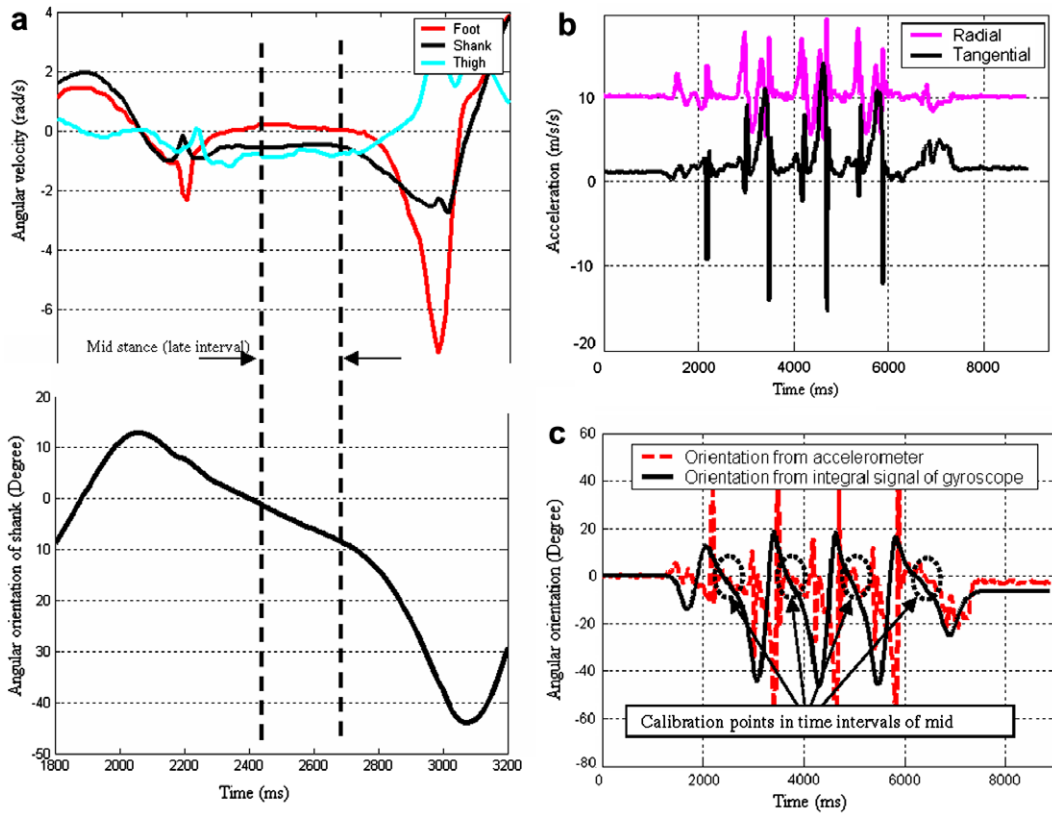 a
4
2
0
-2
-4
-6
Angular velocity (rad/s)
Foot
Shank
Thigh
Mid stance (late interval)
20
10
0
10
20
30
-40
-50
Angular orientation of shank (Degree)
1800
2000
2200
2400
2600
2800
3000
3200
Time (ms)
b
Radial
Tangential
10
0
-10
-20
Acceleration (m/s/s)
0
2000
4000
6000
8000
Time (ms)
c
60
40
20
0
-20
-40
-60
-80
Angular orientation (Degree)
Orientation from accelerometer
Orientation from integral signal of gyroscope
Calibration points in time intervals of mid
0
2000
4000
6000
8000
Time (ms)